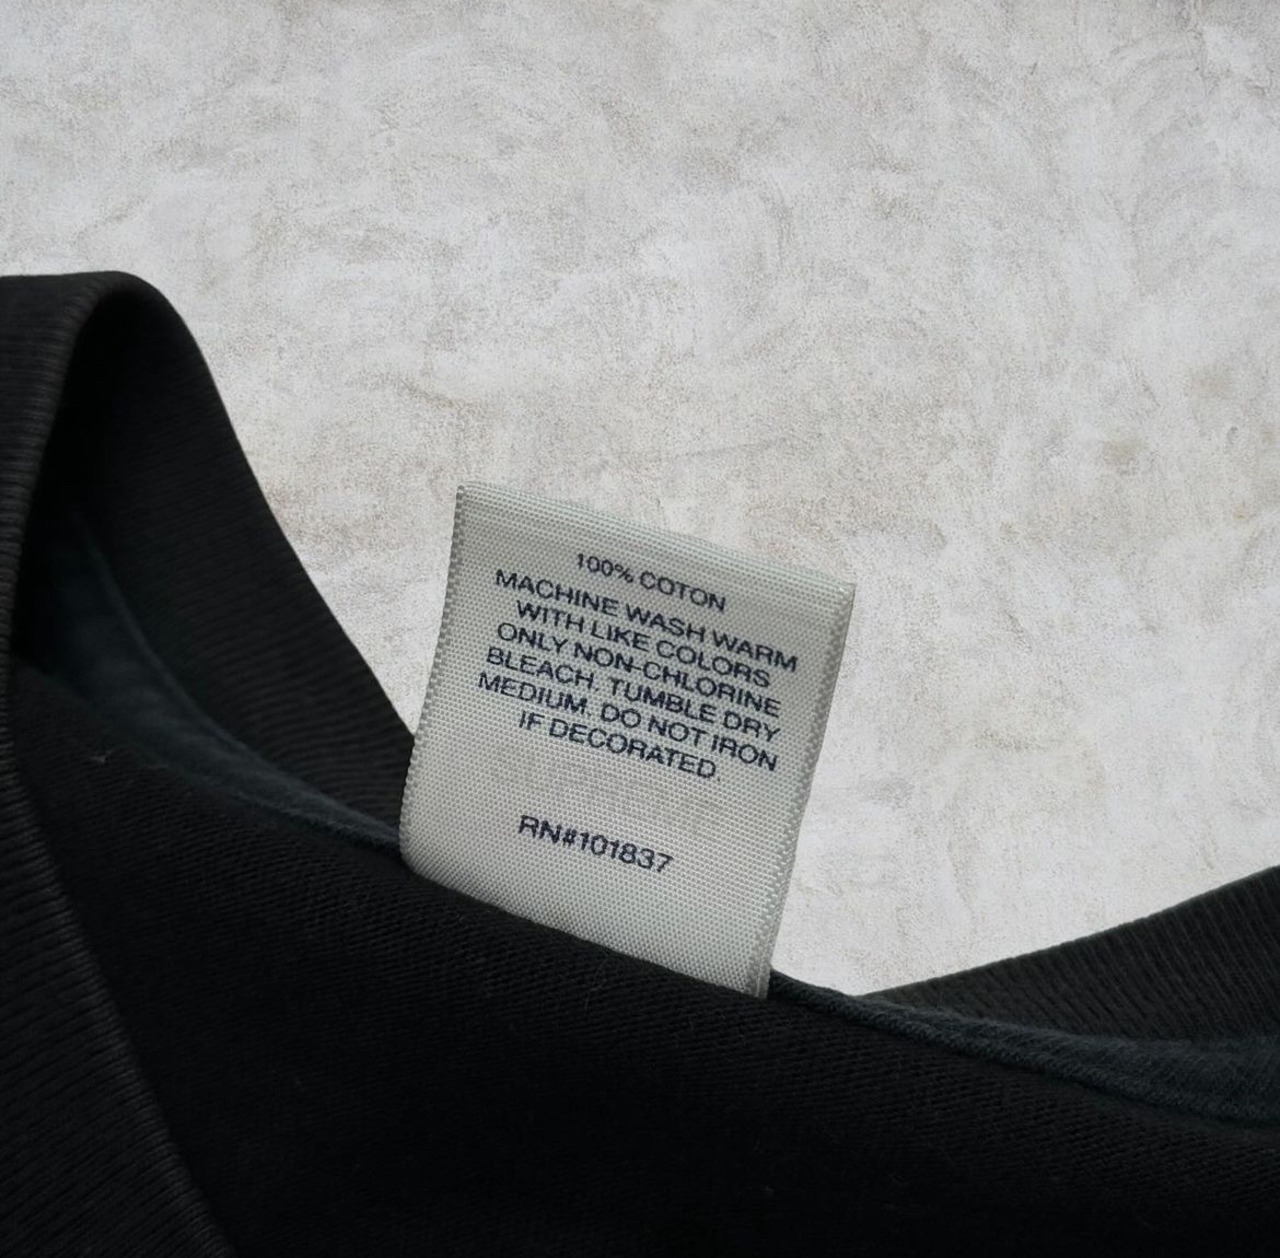 100% COTON
MACHINE WASH WARM
WITH LIKE COLORS
ONLY NON-CHLORINE
BLEACH. TUMBLE DRY
MEDIUM. DO NOT IRON
IF DECORATED.
RN#101837